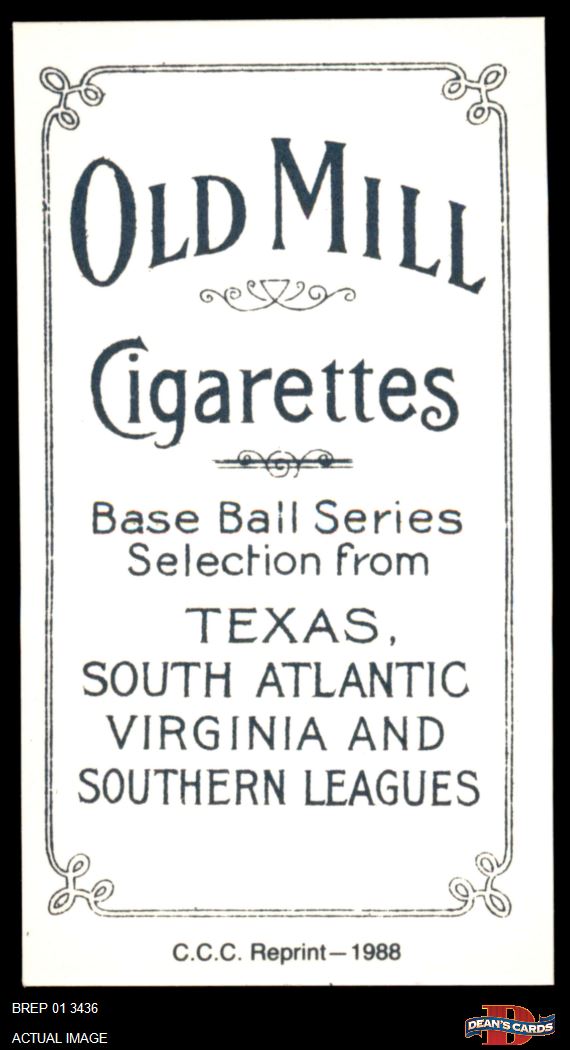 OLD MILL
Cigarettes
Base Ball Series
Selection from
TEXAS,
SOUTH ATLANTIC
VIRGINIA AND
SOUTHERN LEAGUES
C.C.C. Reprint—1988
BREP 01 3436
ACTUAL IMAGE
D
DEAN'S CARDS